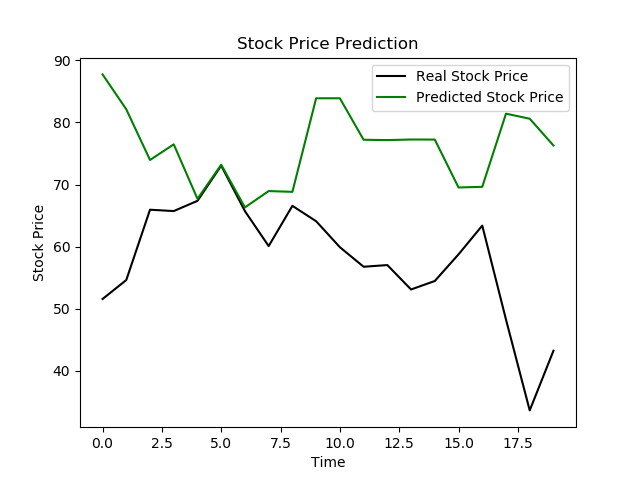 Stock Price Prediction
Real Stock Price
Predicted Stock Price
Stock Price
90
80
70
60
50
40
0.0 2.5 5.0 7.5 10.0 12.5 15.0 17.5
Time